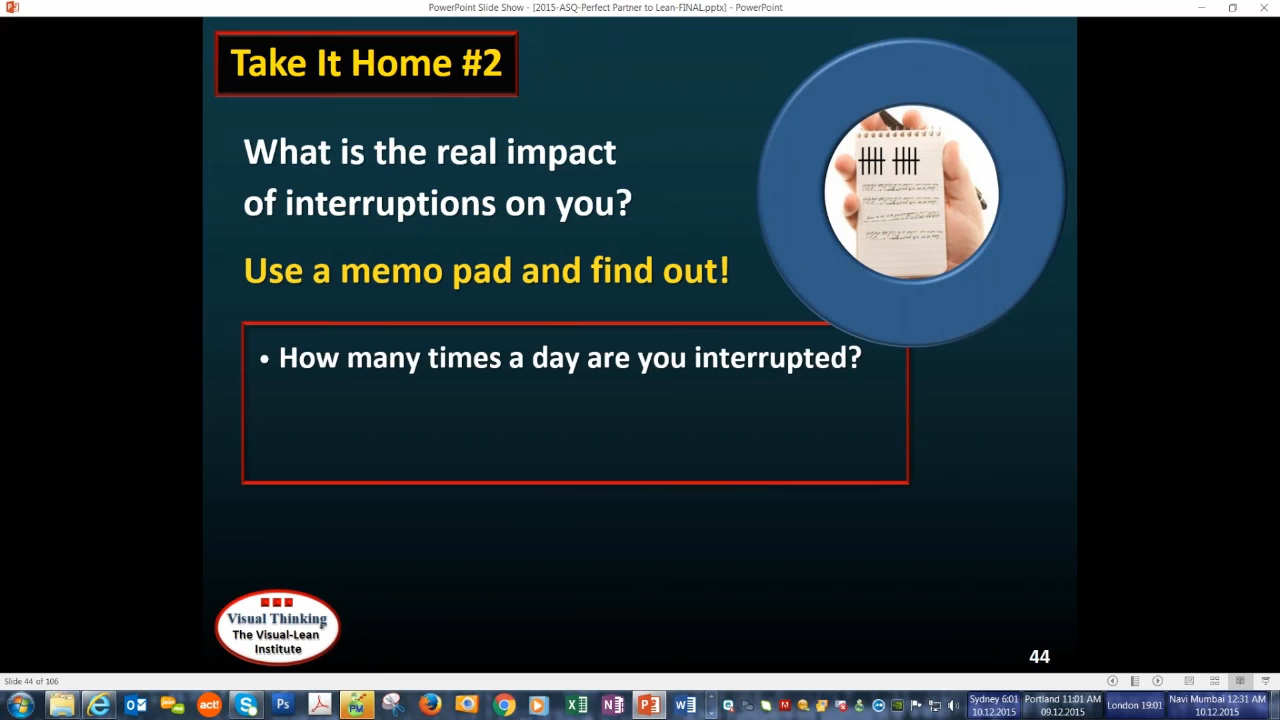 PowerPoint Slide Show - [2015-ASQ-Perfect Partner to Lean-FINAL.pptx] - PowerPoint
Take It Home #2
What is the real impact
of interruptions on you?
Use a memo pad and find out!
• How many times a day are you interrupted?
Visual Thinking
The Visual-Lean
Institute
44
Slide 44 of 106
act!
PM
Sydney 6:01
10.12.2015
Portland 11:01 AM
09.12.2015
London 19:01
Navi Mumbai 12:31 AM
10.12.2015